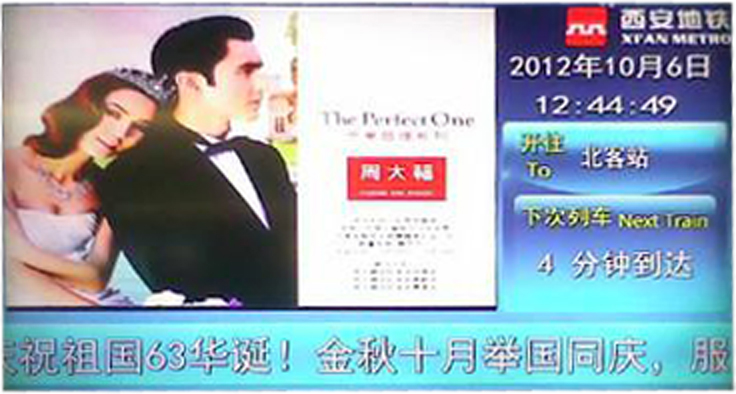 西安地铁
XI'AN METRO
2012年10月6日
12:44:49
The Perfect One
周大福
开往
To
北客站
下次列车 Next Train
4 分钟到达
庆祝祖国63华诞！金秋十月举国同庆，服